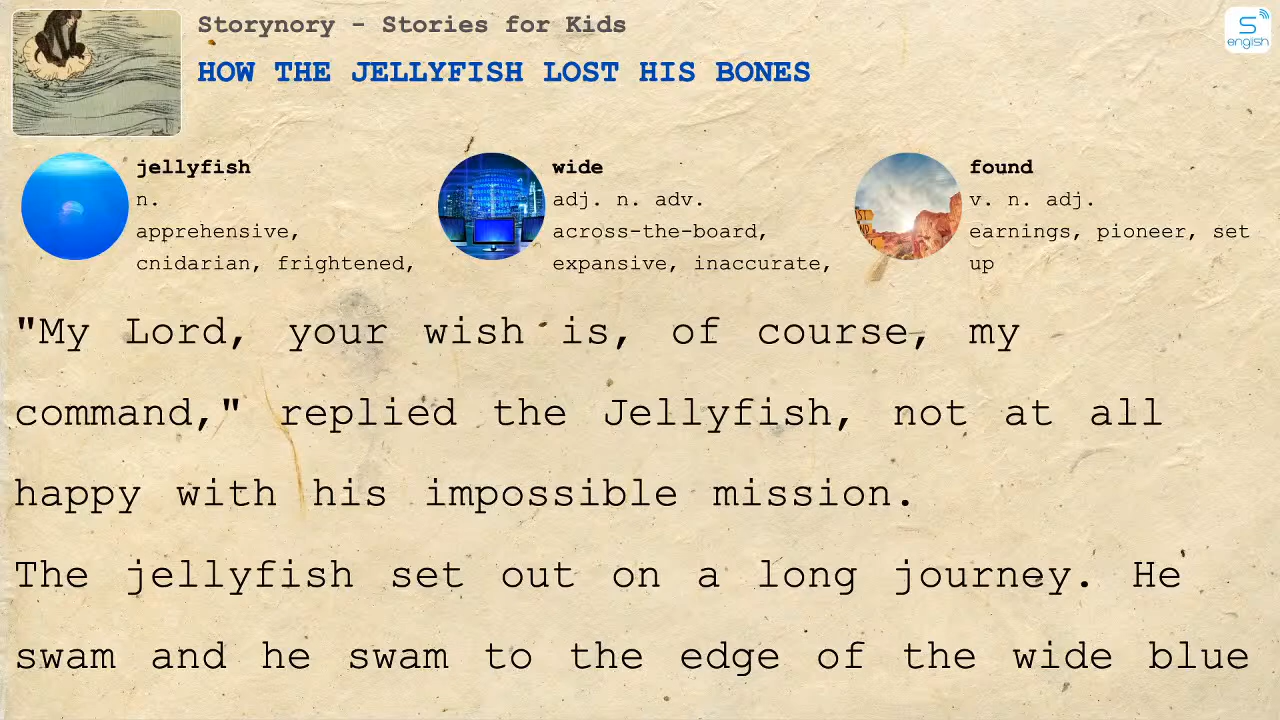 Storynory - Stories for Kids
HOW THE JELLYFISH LOST HIS BONES
S
english
jellyfish
n.
apprehensive,
cnidarian, frightened,
wide
adj. n. adv.
across-the-board,
expansive, inaccurate,
found
v. n. adj.
earnings, pioneer, set
up
"My Lord, your wish is, of course, my
command," replied the Jellyfish, not at all
happy with his impossible mission.
The jellyfish set out on a long journey. He
swam and he swam to the edge of the wide blue